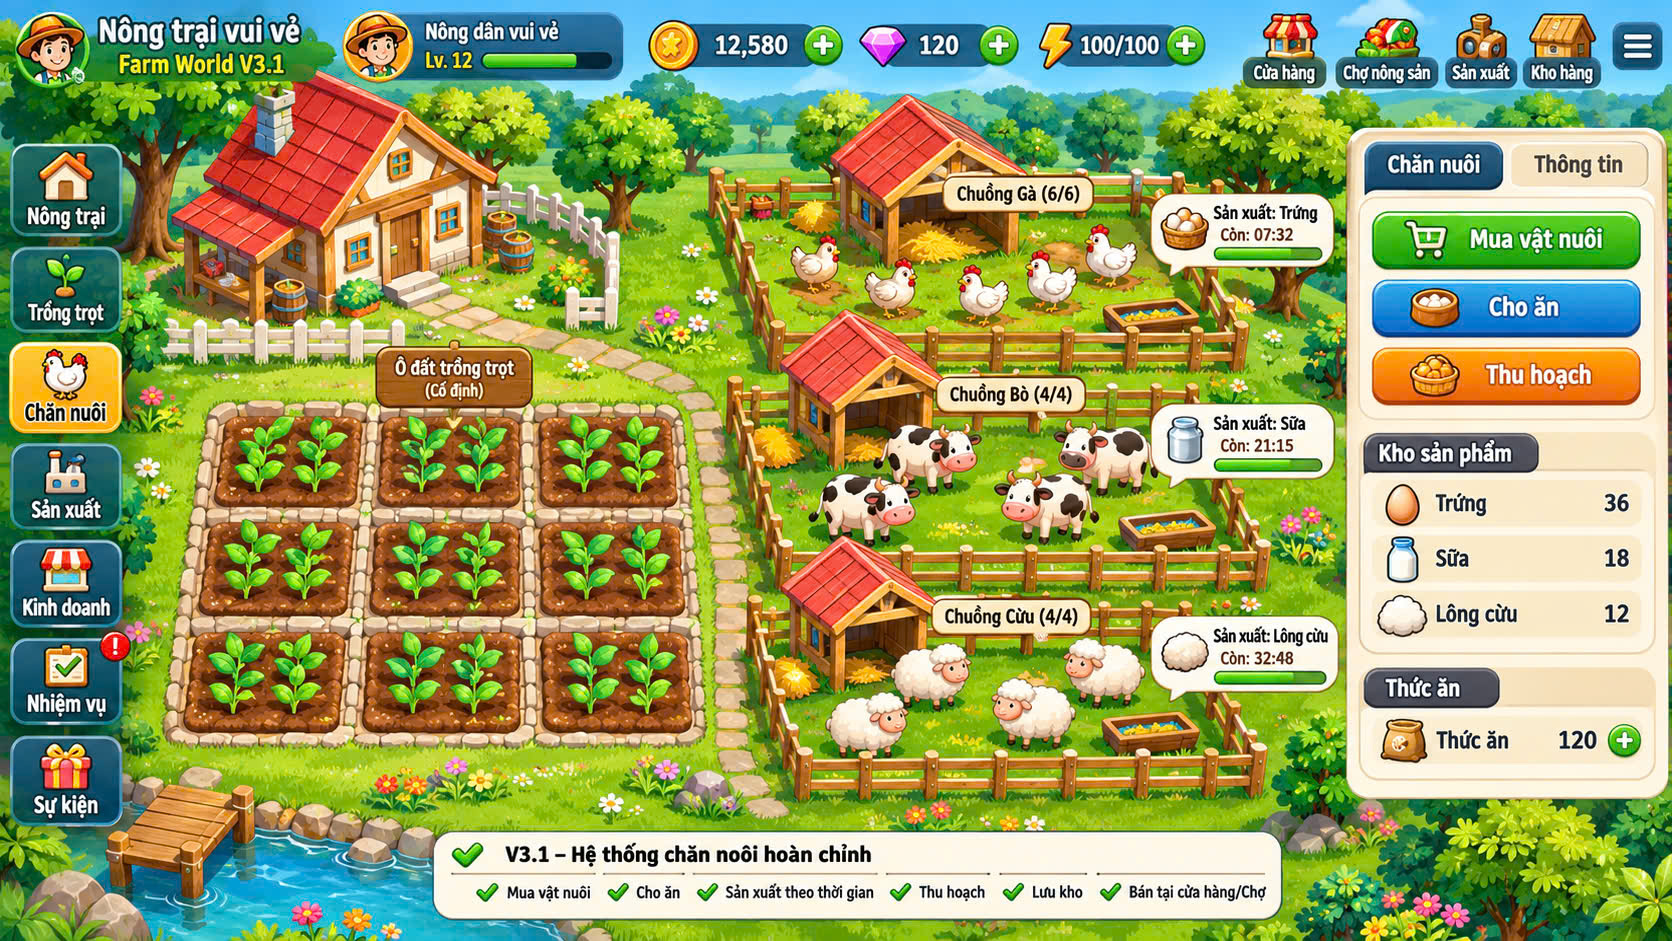 Nông trại vui vẻ
Farm World V3.1
Nông dân vui vẻ
Lv. 12
12,580
120
100/100
Cửa hàng
Chợ nông sản
Sản xuất
Kho hàng
Nông trại
Trồng trọt
Chăn nuôi
Sản xuất
Kinh doanh
Nhiệm vụ
!
Sự kiện
Ô đất trồng trọt
(Cố định)
Chuồng Gà (6/6)
Sản xuất: Trứng
Còn: 07:32
Chuồng Bò (4/4)
Sản xuất: Sữa
Còn: 21:15
Chuồng Cừu (4/4)
Sản xuất: Lông cừu
Còn: 32:48
Chăn nuôi
Thông tin
Mua vật nuôi
Cho ăn
Thu hoạch
Kho sản phẩm
Trứng 36
Sữa 18
Lông cừu 12
Thức ăn
Thức ăn 120
V3.1 – Hệ thống chăn noôi hoàn chỉnh
Mua vật nuôi Cho ăn Sản xuất theo thời gian Thu hoạch Lưu kho Bán tại cửa hàng/Chợ